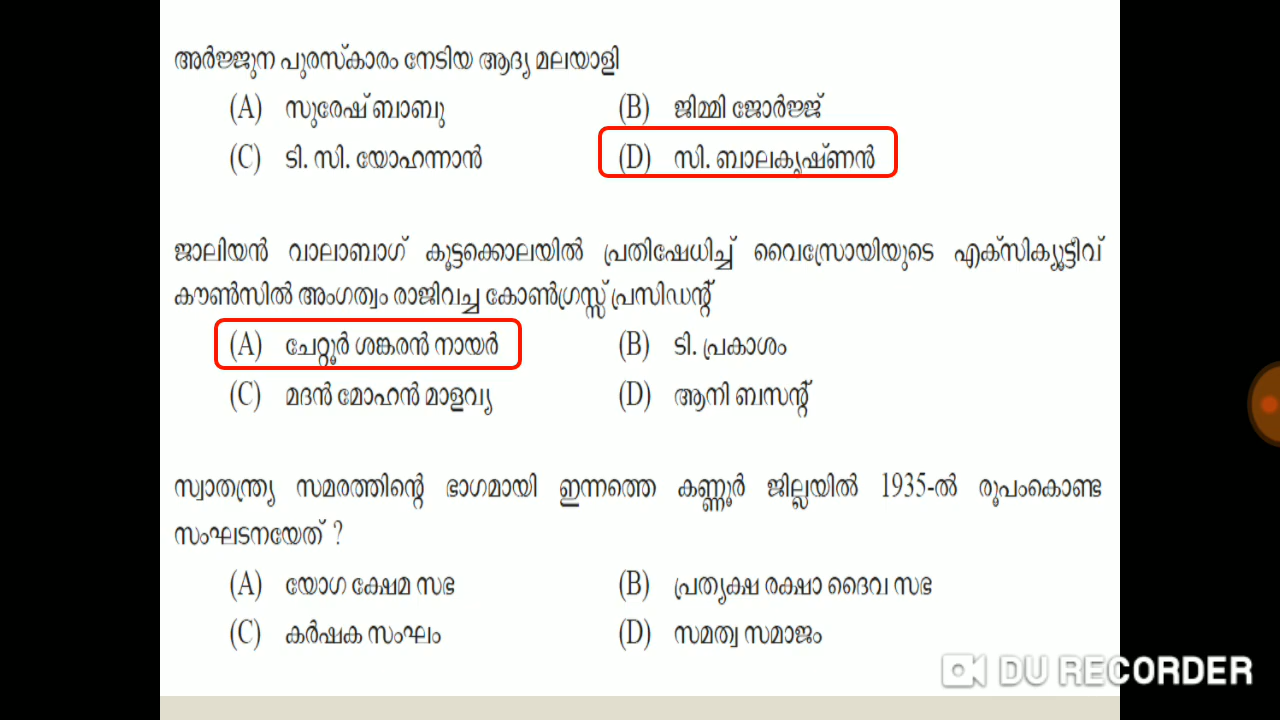 അർജ്ജുന പുരസ്കാരം നേടിയ ആദ്യ മലയാളി
(A) സുരേഷ് ബാബു (B) ജിമ്മി ജോർജ്ജ്
(C) ടി. സി. യോഹന്നാൻ (D) സി. ബാലകൃഷ്ണൻ
ജാലിയൻ വാലാബാഗ് കൂട്ടക്കൊലയിൽ പ്രതിഷേധിച്ച് വൈസ്രോയിയുടെ എക്സിക്യൂട്ടീവ്
കൗൺസിൽ അംഗത്വം രാജിവച്ച കോൺഗ്രസ്സ് പ്രസിഡന്റ്
(A) ചേറ്റൂർ ശങ്കരൻ നായർ (B) ടി. പ്രകാശം
(C) മദൻ മോഹൻ മാളവ്യ (D) ആനി ബസന്റ്
സ്വാതന്ത്ര്യ സമരത്തിന്റെ ഭാഗമായി ഇന്നത്തെ കണ്ണൂർ ജില്ലയിൽ 1935-ൽ രൂപംകൊണ്ട
സംഘടനയേത് ?
(A) യോഗ ക്ഷേമ സഭ (B) പ്രത്യക്ഷ രക്ഷാ ദൈവ സഭ
(C) കർഷക സംഘം (D) സമത്വ സമാജം
DU RECORDER